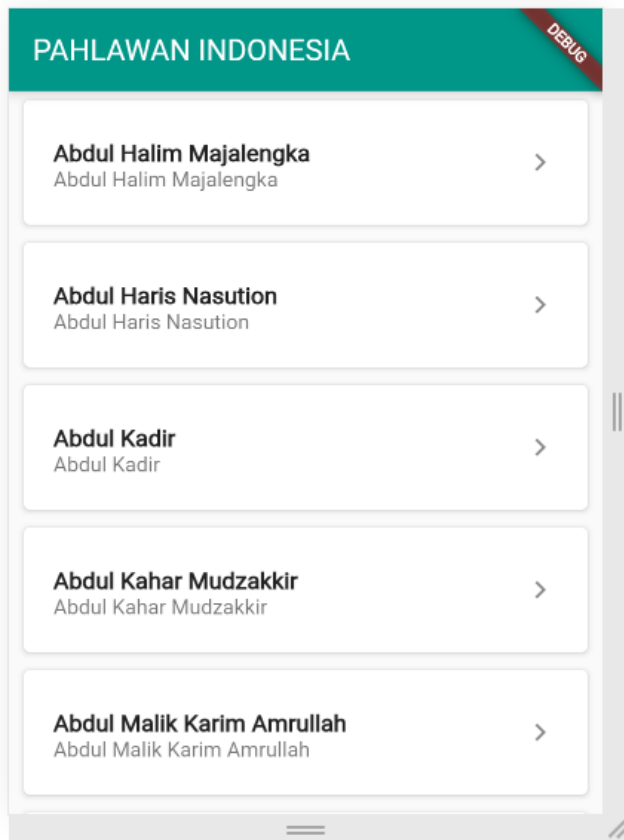 PAHLAWAN INDONESIA
DEBUG
Abdul Halim Majalengka
Abdul Halim Majalengka
Abdul Haris Nasution
Abdul Haris Nasution
Abdul Kadir
Abdul Kadir
Abdul Kahar Mudzakkir
Abdul Kahar Mudzakkir
Abdul Malik Karim Amrullah
Abdul Malik Karim Amrullah